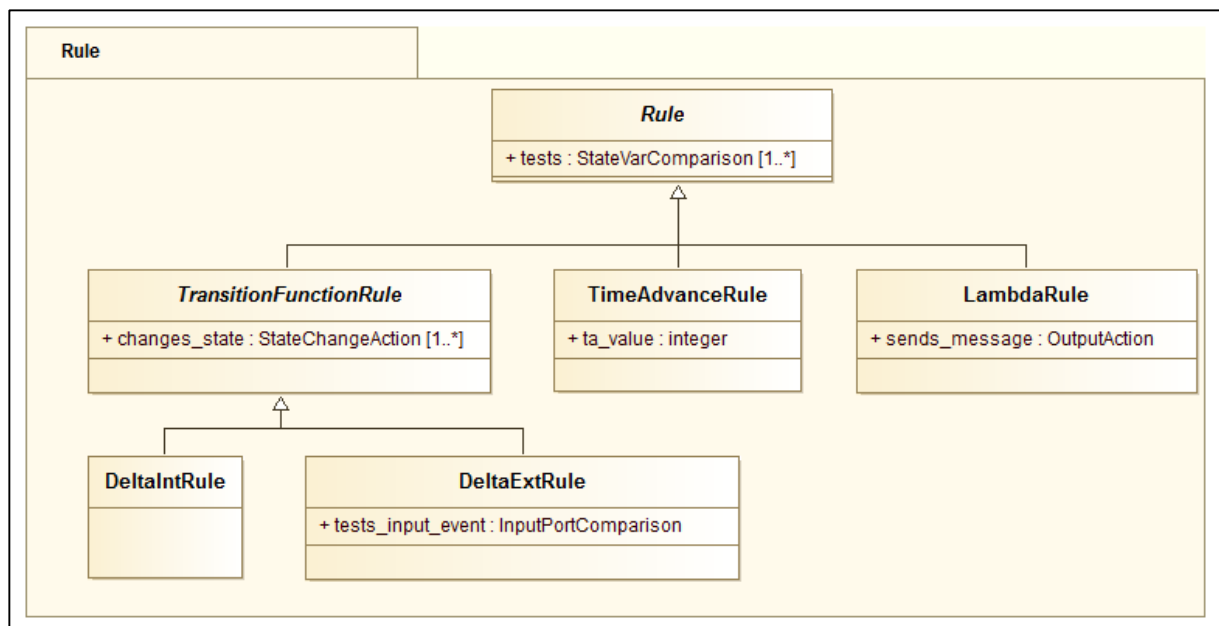 Rule
Rule
+ tests : StateVarComparison [1..*]
TransitionFunctionRule
+ changes_state : StateChangeAction [1..*]
TimeAdvanceRule
+ ta_value : integer
LambdaRule
+ sends_message : OutputAction
DeltaIntRule
DeltaExtRule
+ tests_input_event : InputPortComparison